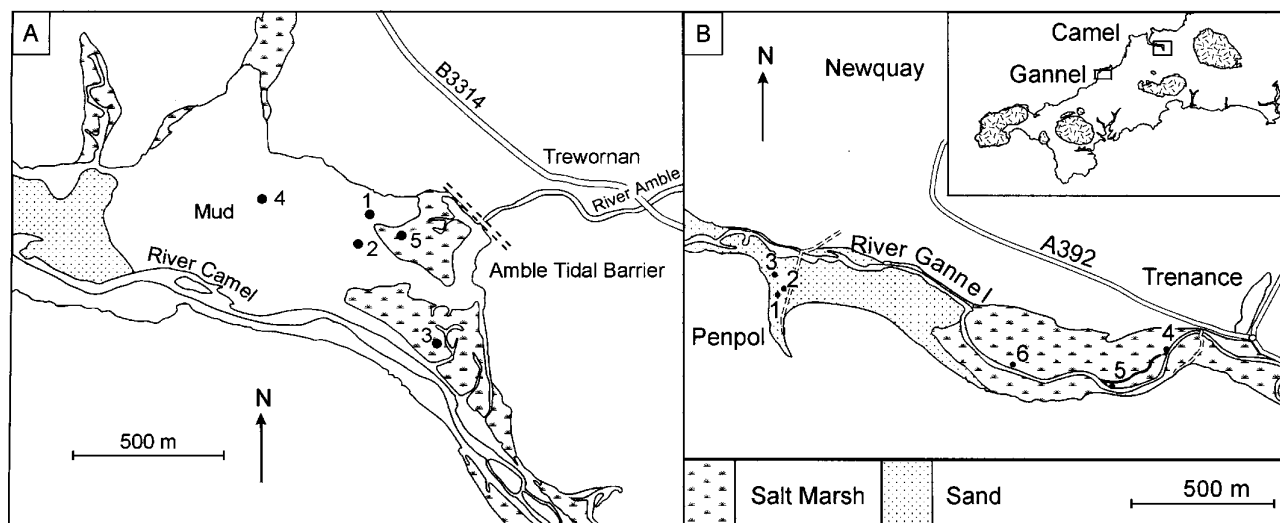 A
B3314
N
Trewornan
River Amble
4
1
Mud
5
2
Amble Tidal Barrier
River Camel
3
N
500 m
B
N
Newquay
Camel
Gannel
A392
River Gannel
Trenance
3
2
1
Penpol
4
6
5
Salt Marsh
Sand
500 m